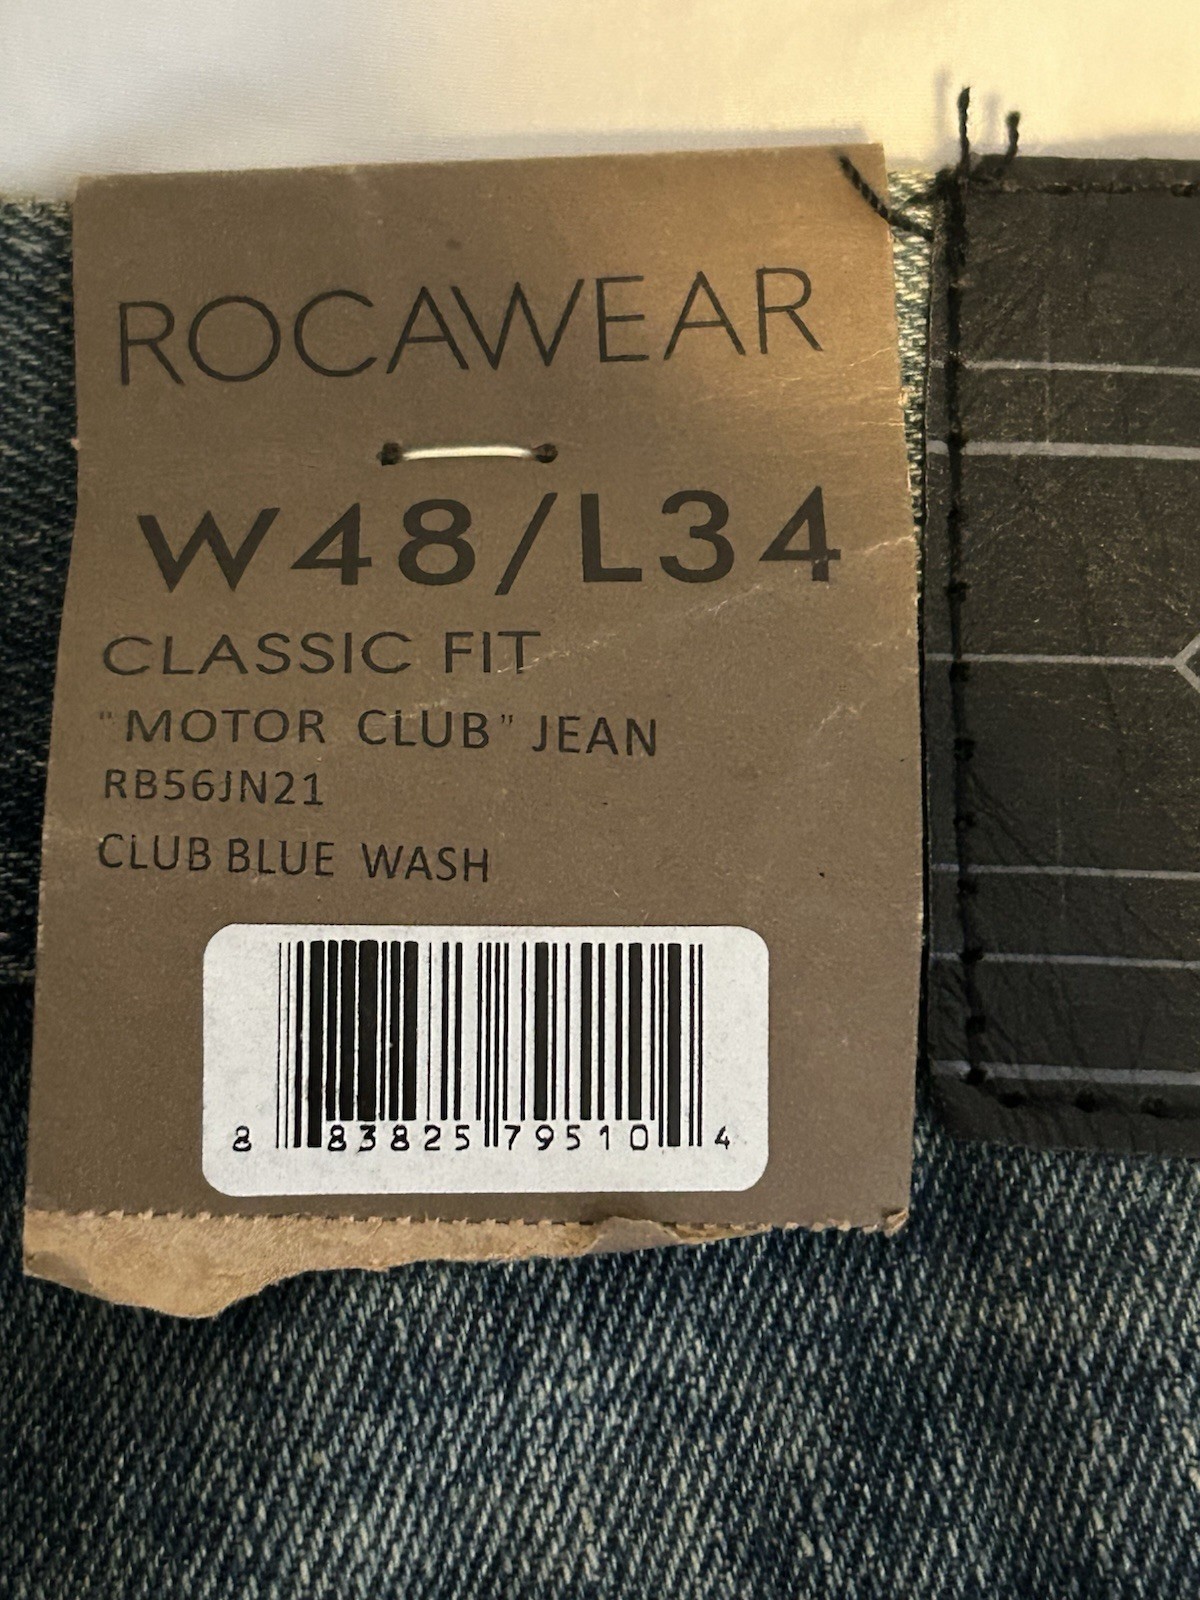 ROCAWEAR
W48/L34
CLASSIC FIT
"MOTOR CLUB" JEAN
RB56JN21
CLUB BLUE WASH
8 83825 79510 4